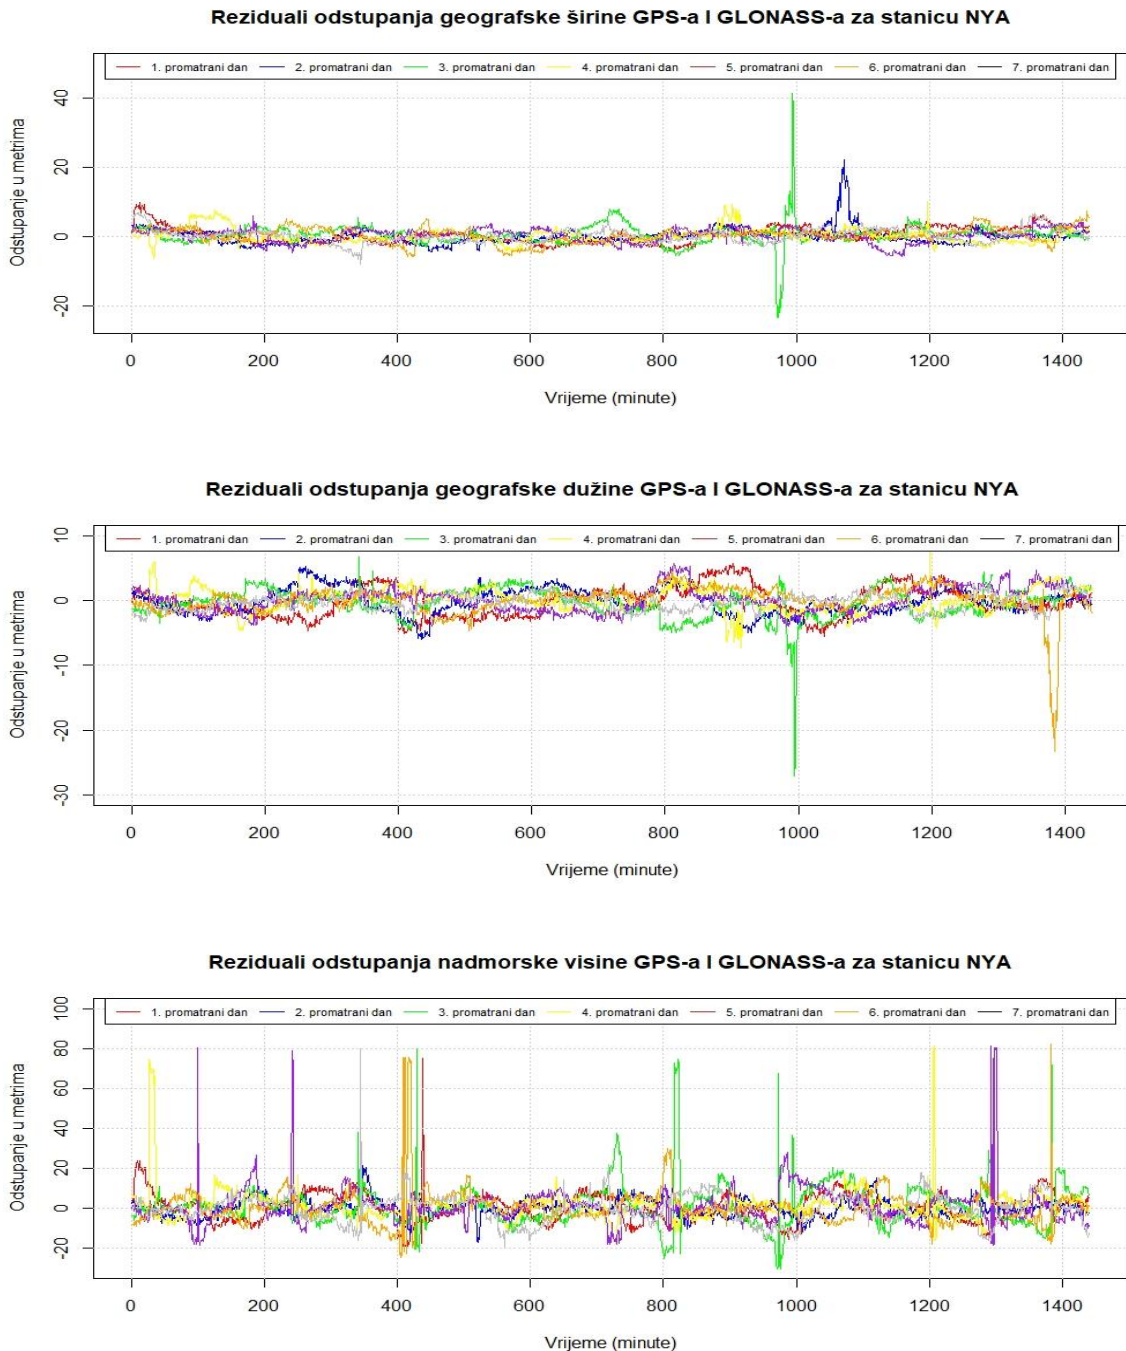 Reziduali odstupanja geografske širine GPS-a I GLONASS-a za stanicu NYA
1. promatrani dan 2. promatrani dan 3. promatrani dan 4. promatrani dan 5. promatrani dan 6. promatrani dan 7. promatrani dan
Odstupanje u metrima
40
20
0
-20
0 200 400 600 800 1000 1200 1400
Vrijeme (minute)
Reziduali odstupanja geografske dužine GPS-a I GLONASS-a za stanicu NYA
1. promatrani dan 2. promatrani dan 3. promatrani dan 4. promatrani dan 5. promatrani dan 6. promatrani dan 7. promatrani dan
Odstupanje u metrima
10
0
-10
-20
-30
0 200 400 600 800 1000 1200 1400
Vrijeme (minute)
Reziduali odstupanja nadmorske visine GPS-a I GLONASS-a za stanicu NYA
1. promatrani dan 2. promatrani dan 3. promatrani dan 4. promatrani dan 5. promatrani dan 6. promatrani dan 7. promatrani dan
Odstupanje u metrima
100
80
60
40
20
0
-20
0 200 400 600 800 1000 1200 1400
Vrijeme (minute)